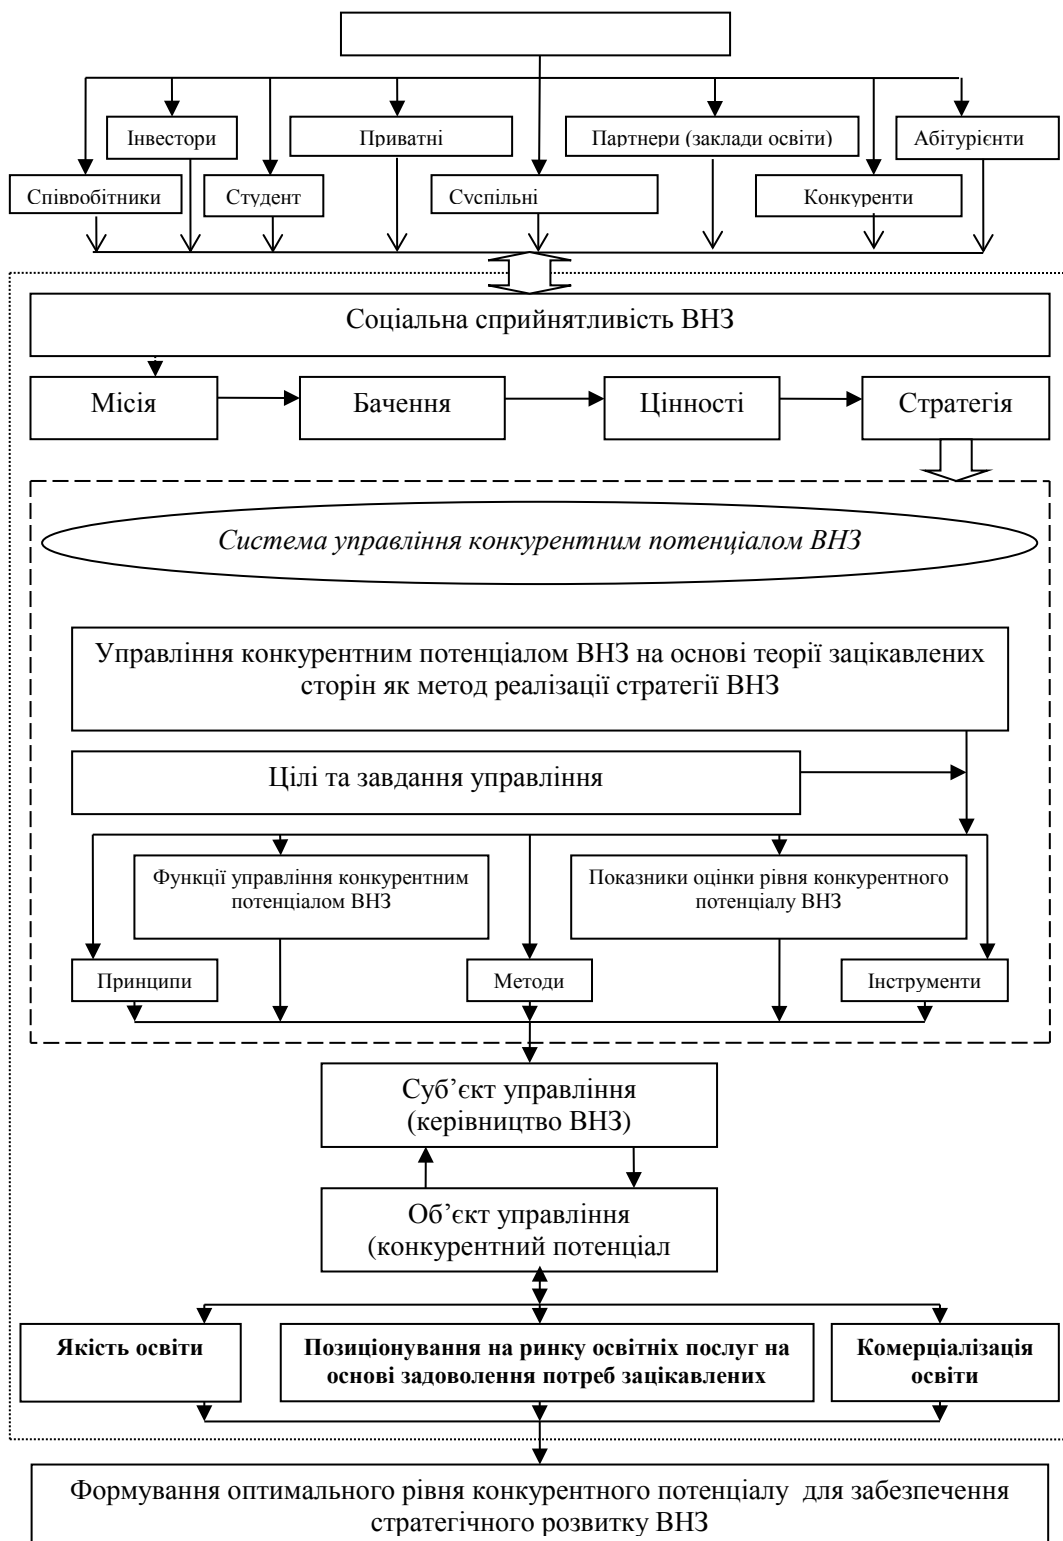 Інвестори
Приватні
Партнери (заклади освіти)
Абітурієнти
Співробітники
Студент
Суспільні
Конкуренти
Соціальна сприйнятливість ВНЗ
Місія
Бачення
Цінності
Стратегія
Система управління конкурентним потенціалом ВНЗ
Управління конкурентним потенціалом ВНЗ на основі теорії зацікавлених
сторін як метод реалізації стратегії ВНЗ
Цілі та завдання управління
Функції управління конкурентним
потенціалом ВНЗ
Показники оцінки рівня конкурентного
потенціалу ВНЗ
Принципи
Методи
Інструменти
Суб’єкт управління
(керівництво ВНЗ)
Об’єкт управління
(конкурентний потенціал
Якість освіти
Позиціонування на ринку освітніх послуг на
основі задоволення потреб зацікавлених
Комерціалізація
освіти
Формування оптимального рівня конкурентного потенціалу для забезпечення
стратегічного розвитку ВНЗ